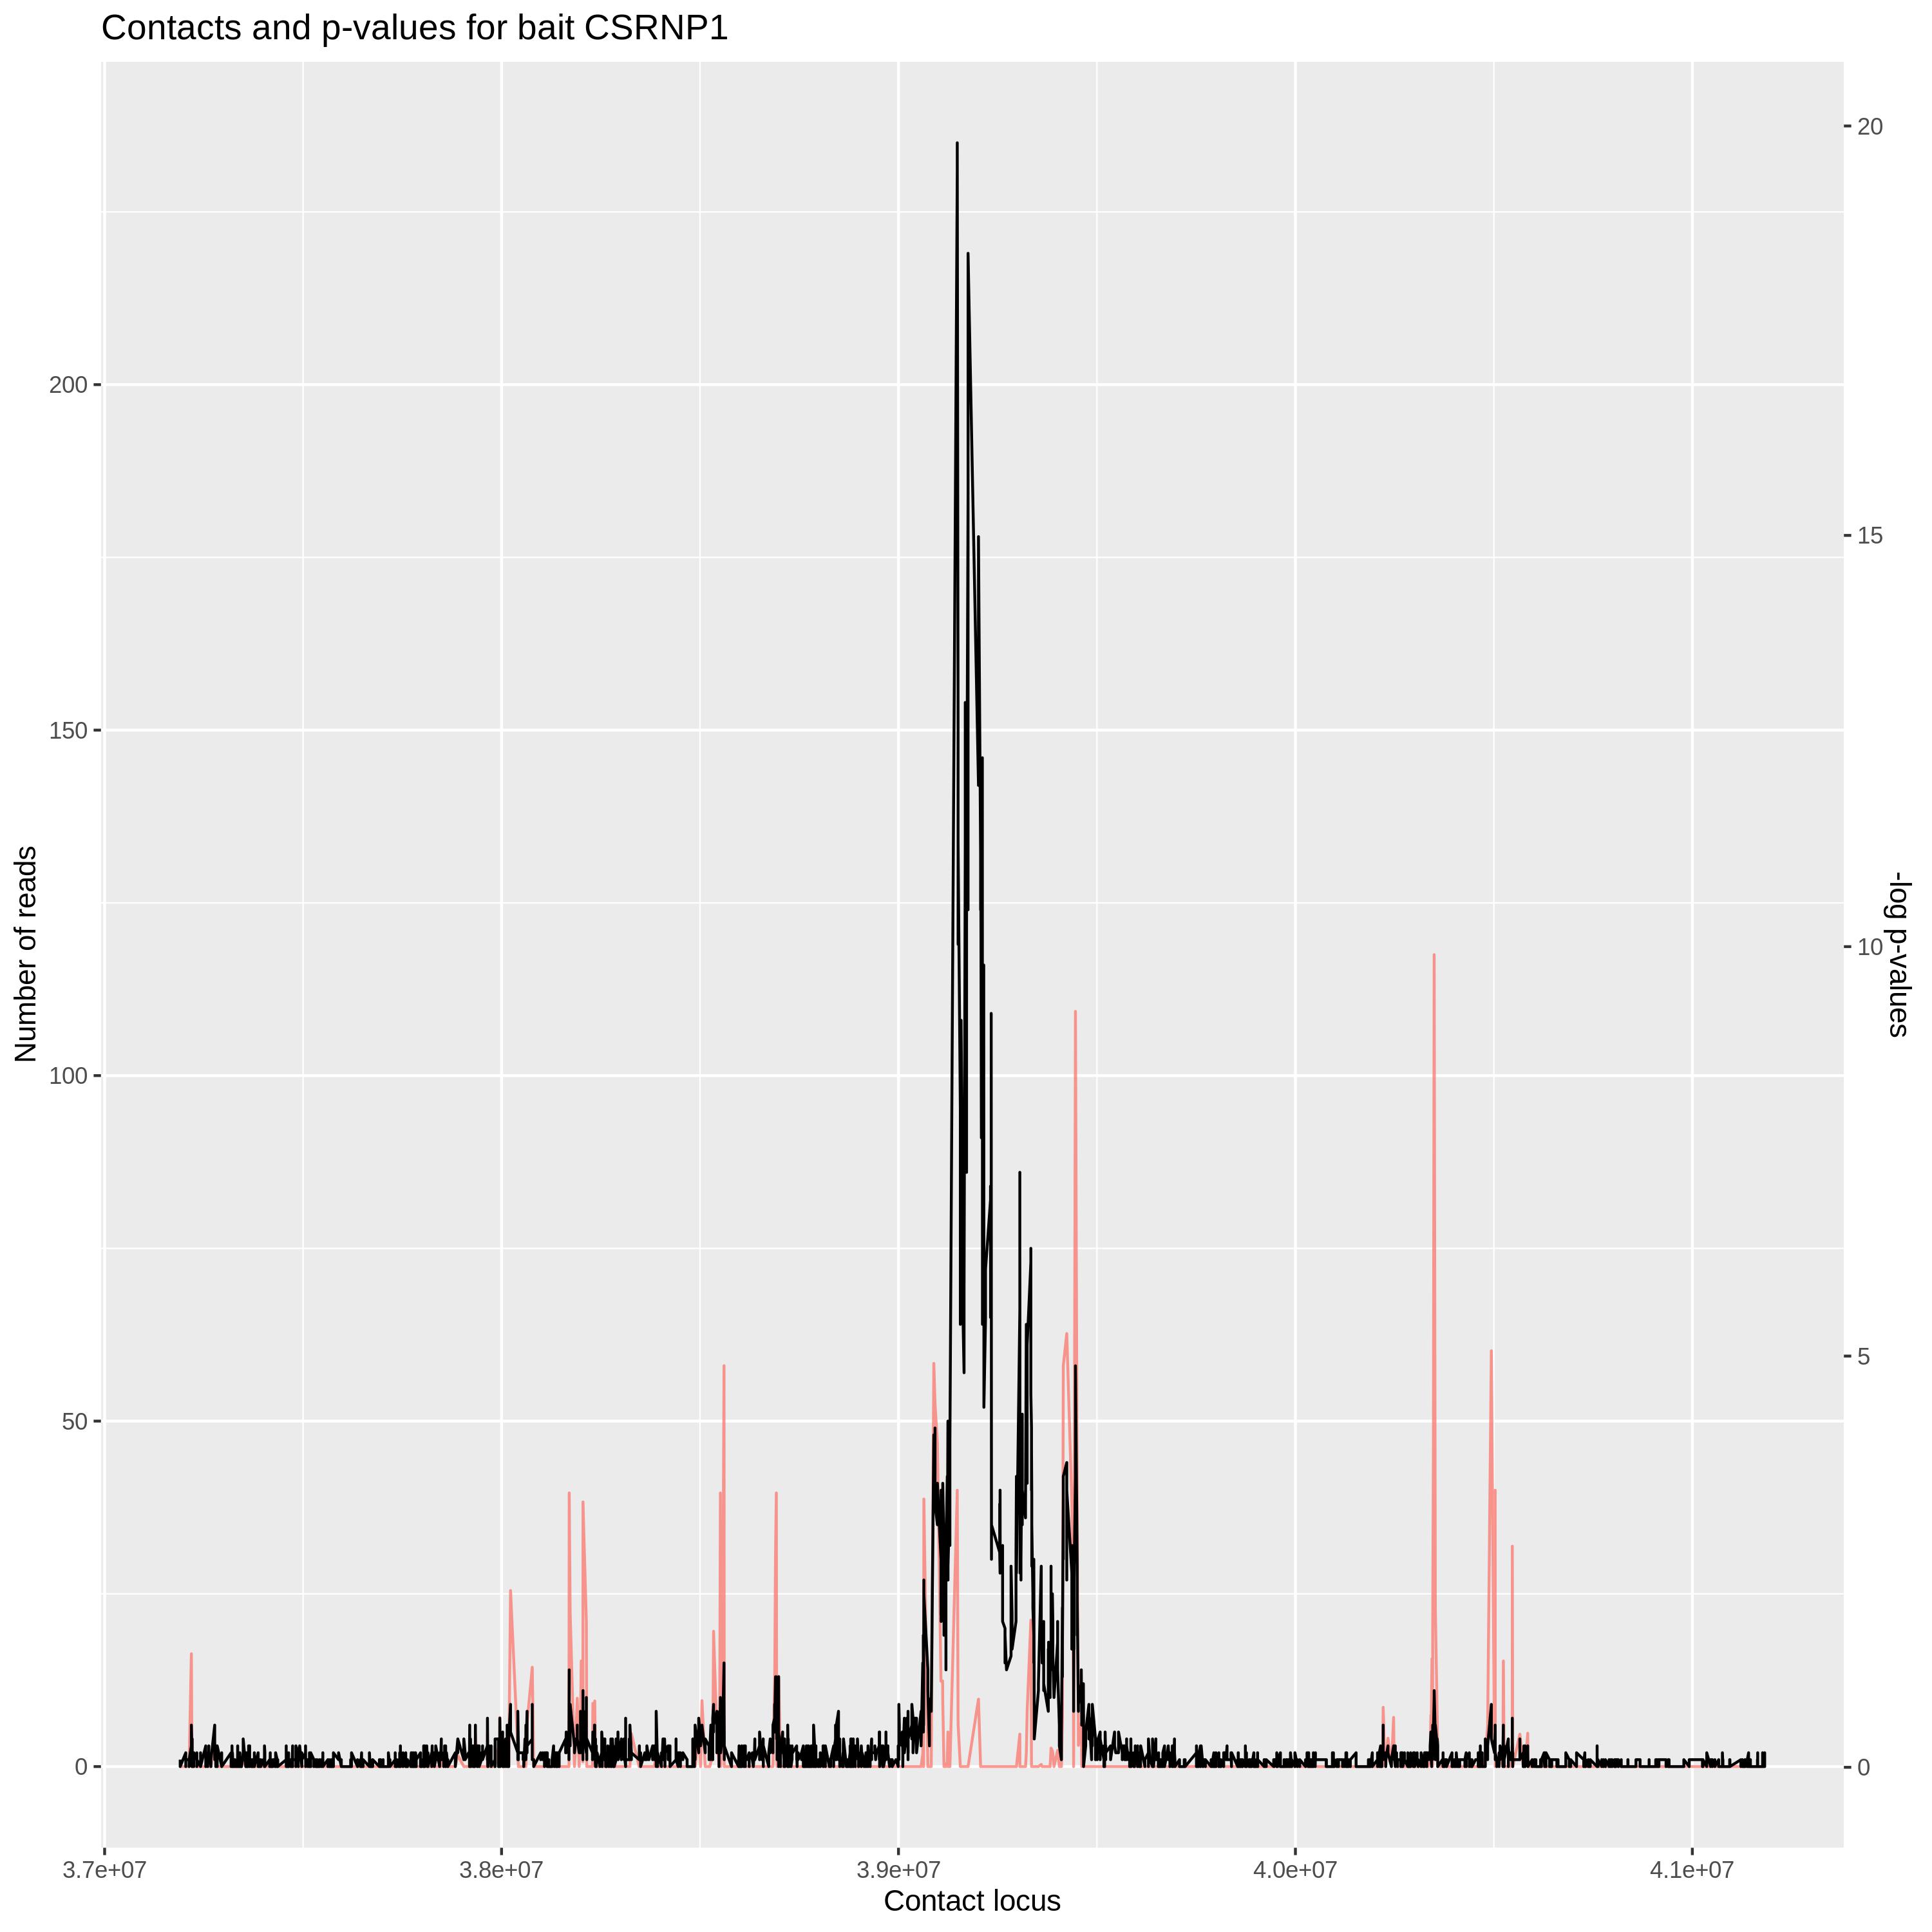 Contacts and p-values for bait CSRNP1
Number of reads
200
150
100
50
0
20
15
10
5
0
-log p-values
3.7e+07 3.8e+07 3.9e+07 4.0e+07 4.1e+07
Contact locus